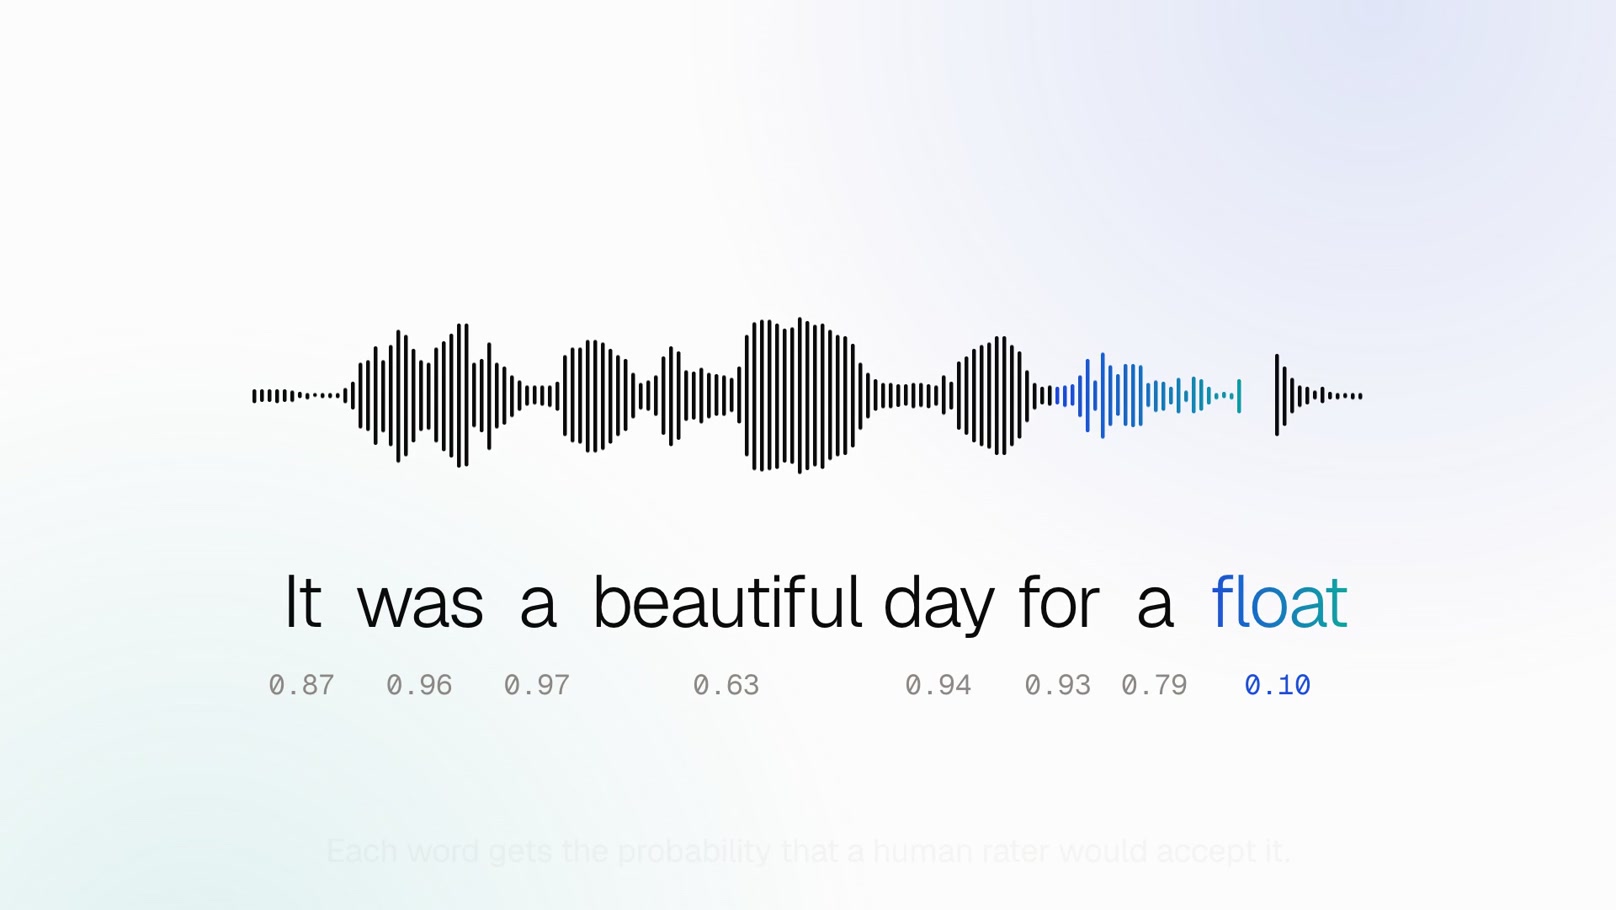 It was a beautiful day for a float
0.87 0.96 0.97 0.63 0.94 0.93 0.79 0.10
Each word gets the probability that a human rater would accept it.